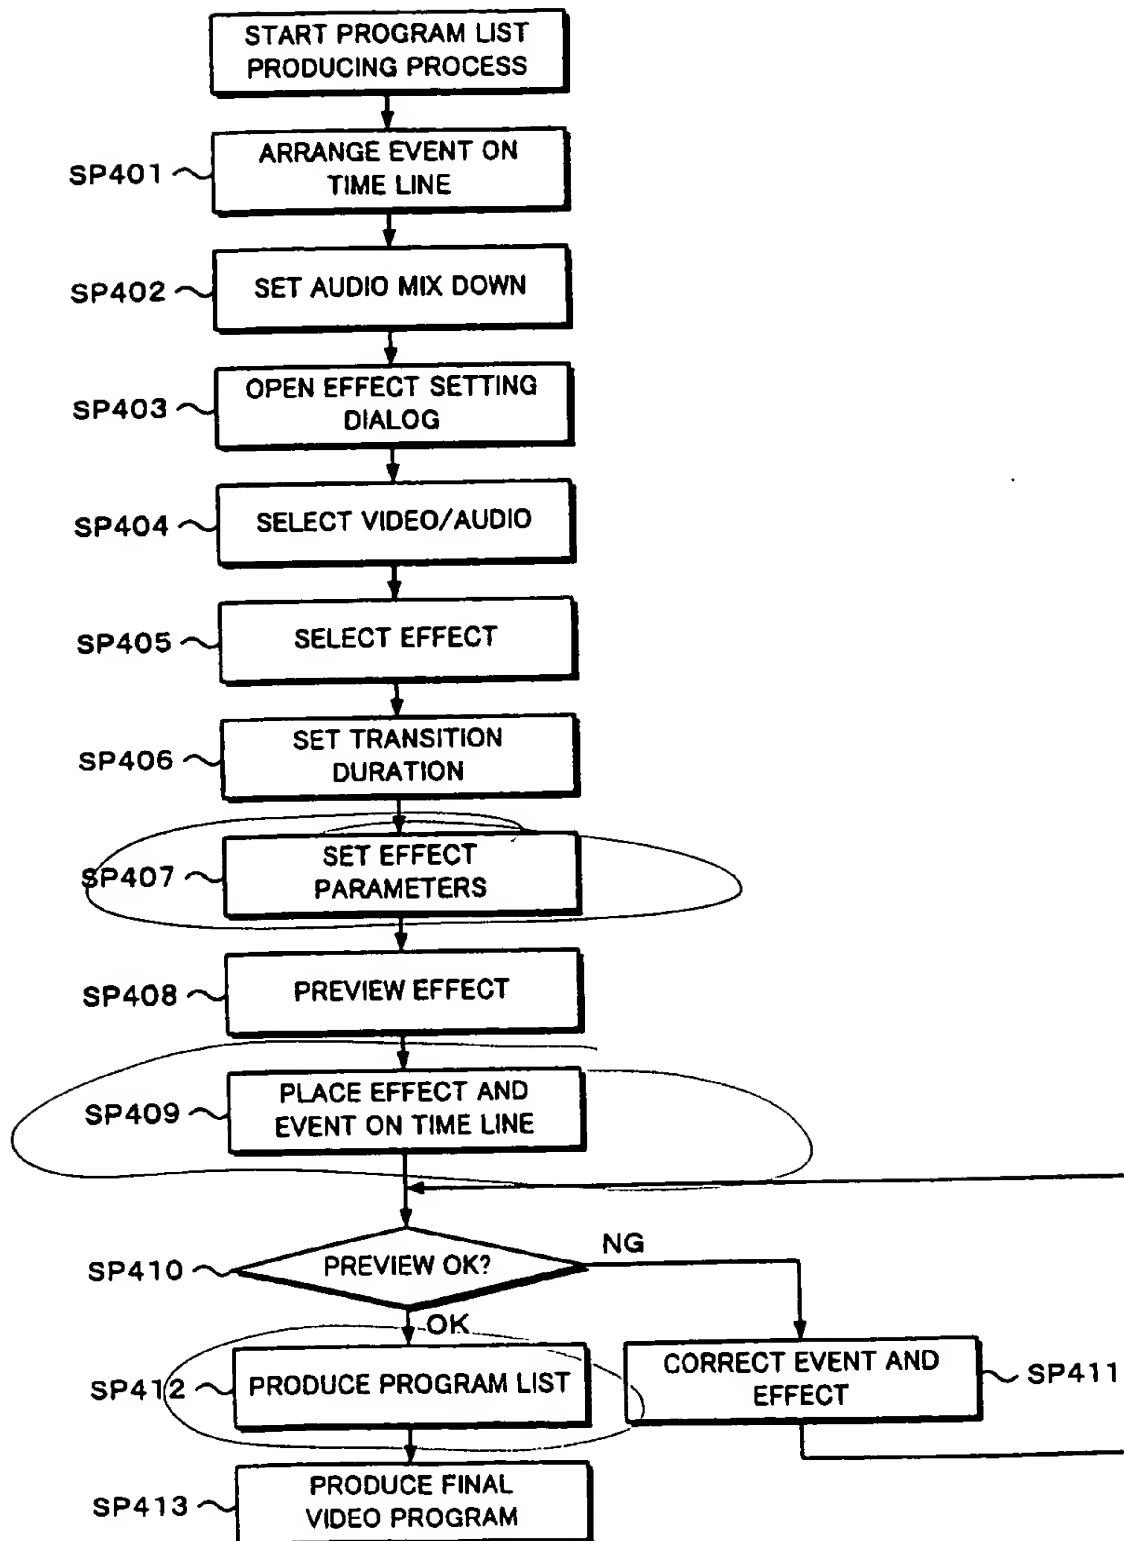 START PROGRAM LIST
PRODUCING PROCESS
SP401
ARRANGE EVENT ON
TIME LINE
SP402
SET AUDIO MIX DOWN
SP403
OPEN EFFECT SETTING
DIALOG
SP404
SELECT VIDEO/AUDIO
SP405
SELECT EFFECT
SP406
SET TRANSITION
DURATION
SP407
SET EFFECT
PARAMETERS
SP408
PREVIEW EFFECT
SP409
PLACE EFFECT AND
EVENT ON TIME LINE
SP410
PREVIEW OK?
NG
OK
SP412
PRODUCE PROGRAM LIST
CORRECT EVENT AND
EFFECT
SP411
SP413
PRODUCE FINAL
VIDEO PROGRAM